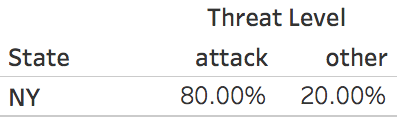 Threat Level
State attack other
NY 80.00% 20.00%